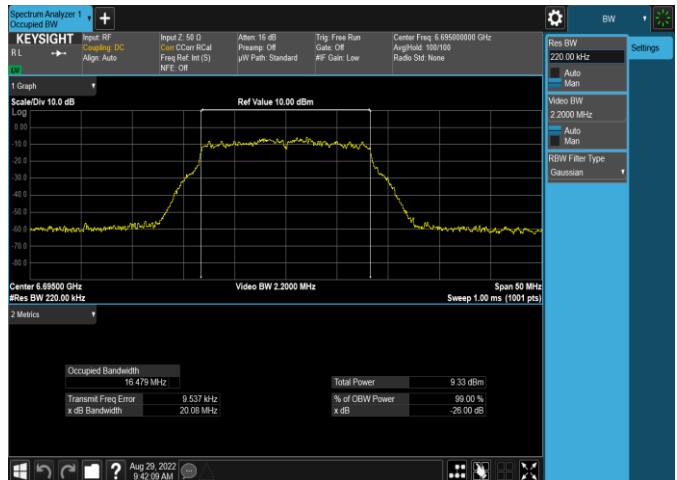 Spectrum Analyzer 1
Occupied BW
+
BW
KEYSIGHT
R L
LW
Input: RF
Coupling: DC
Align: Auto
Input Z: 50 Ω
Corr CCorr RCal
Freq Ref: Int (S)
NFE: Off
Atten: 16 dB
Preamp: Off
µW Path: Standard
Trig: Free Run
Gate: Off
#IF Gain: Low
Center Freq: 6.695000000 GHz
Avg|Hold: 100/100
Radio Std: None
1 Graph
Scale/Div 10.0 dB
Ref Value 10.00 dBm
Log
0.00
-10.0
-20.0
-30.0
-40.0
-50.0
-60.0
-70.0
-80.0
Center 6.69500 GHz
#Res BW 220.00 kHz
Video BW 2.2000 MHz
Span 50 MHz
Sweep 1.00 ms (1001 pts)
2 Metrics
Occupied Bandwidth
16.479 MHz
Transmit Freq Error 9.537 kHz
x dB Bandwidth 20.08 MHz
Total Power 9.33 dBm
% of OBW Power 99.00 %
x dB -26.00 dB
Res BW
220.00 kHz
Auto
Man
Video BW
2.2000 MHz
Auto
Man
RBW Filter Type
Gaussian
Settings
?
Aug 29, 2022
9:42:09 AM